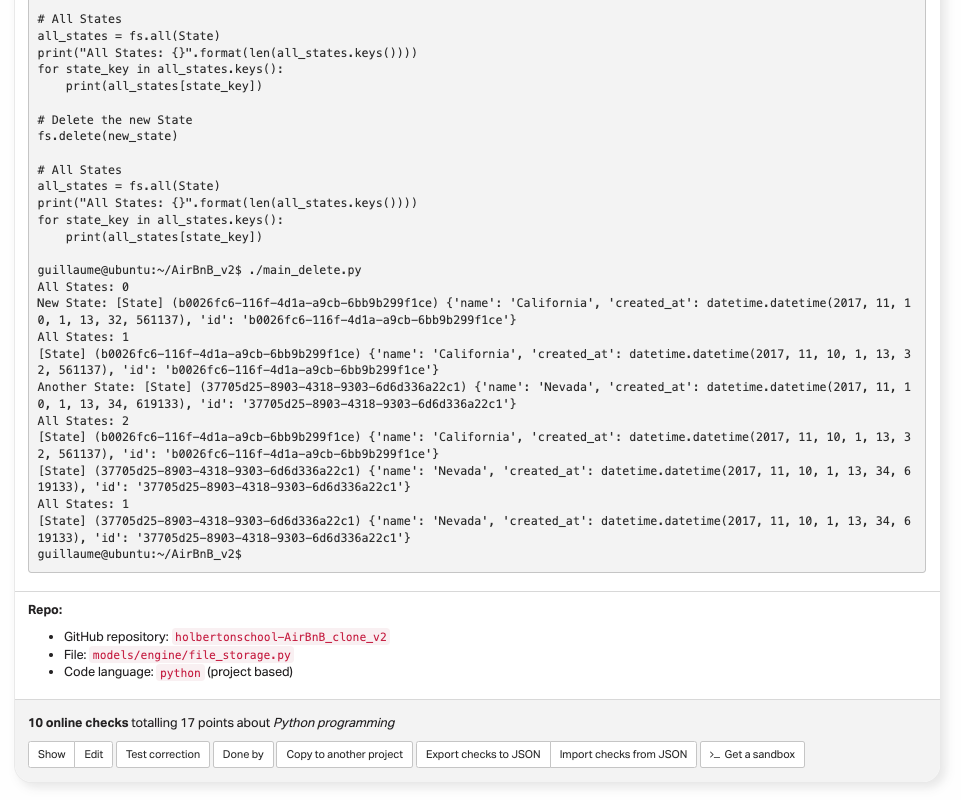 # All States
all_states = fs.all(State)
print("All States: {}".format(len(all_states.keys())))
for state_key in all_states.keys():
    print(all_states[state_key])
# Delete the new State
fs.delete(new_state)
# All States
all_states = fs.all(State)
print("All States: {}".format(len(all_states.keys())))
for state_key in all_states.keys():
    print(all_states[state_key])
guillaume@ubuntu:~/AirBnB_v2$ ./main_delete.py
All States: 0
New State: [State] (b0026fc6-116f-4d1a-a9cb-6bb9b299f1ce) {'name': 'California', 'created_at': datetime.datetime(2017, 11, 1
0, 1, 13, 32, 561137), 'id': 'b0026fc6-116f-4d1a-a9cb-6bb9b299f1ce'}
All States: 1
[State] (b0026fc6-116f-4d1a-a9cb-6bb9b299f1ce) {'name': 'California', 'created_at': datetime.datetime(2017, 11, 10, 1, 13, 3
2, 561137), 'id': 'b0026fc6-116f-4d1a-a9cb-6bb9b299f1ce'}
Another State: [State] (37705d25-8903-4318-9303-6d6d336a22c1) {'name': 'Nevada', 'created_at': datetime.datetime(2017, 11, 1
0, 1, 13, 34, 619133), 'id': '37705d25-8903-4318-9303-6d6d336a22c1'}
All States: 2
[State] (b0026fc6-116f-4d1a-a9cb-6bb9b299f1ce) {'name': 'California', 'created_at': datetime.datetime(2017, 11, 10, 1, 13, 3
2, 561137), 'id': 'b0026fc6-116f-4d1a-a9cb-6bb9b299f1ce'}
[State] (37705d25-8903-4318-9303-6d6d336a22c1) {'name': 'Nevada', 'created_at': datetime.datetime(2017, 11, 10, 1, 13, 34, 6
19133), 'id': '37705d25-8903-4318-9303-6d6d336a22c1'}
All States: 1
[State] (37705d25-8903-4318-9303-6d6d336a22c1) {'name': 'Nevada', 'created_at': datetime.datetime(2017, 11, 10, 1, 13, 34, 6
19133), 'id': '37705d25-8903-4318-9303-6d6d336a22c1'}
guillaume@ubuntu:~/AirBnB_v2$
Repo:
• GitHub repository: holbertonschool-AirBnB_clone_v2
• File: models/engine/file_storage.py
• Code language: python (project based)
10 online checks totalling 17 points about Python programming
Show Edit Test correction Done by Copy to another project Export checks to JSON Import checks from JSON >_ Get a sandbox